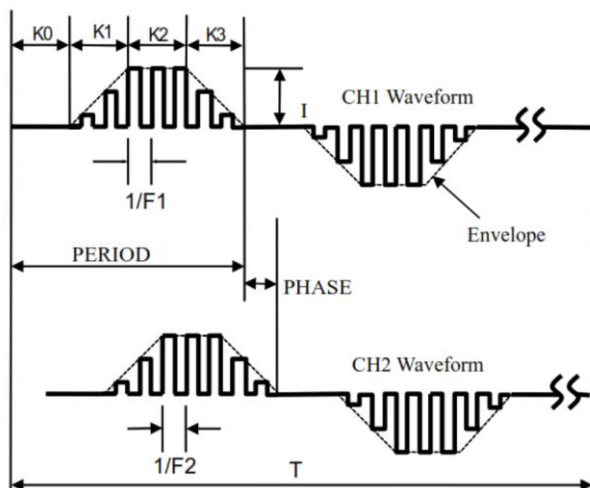 K0 K1 K2 K3
I
CH1 Waveform
1/F1
Envelope
PERIOD
PHASE
CH2 Waveform
1/F2
T